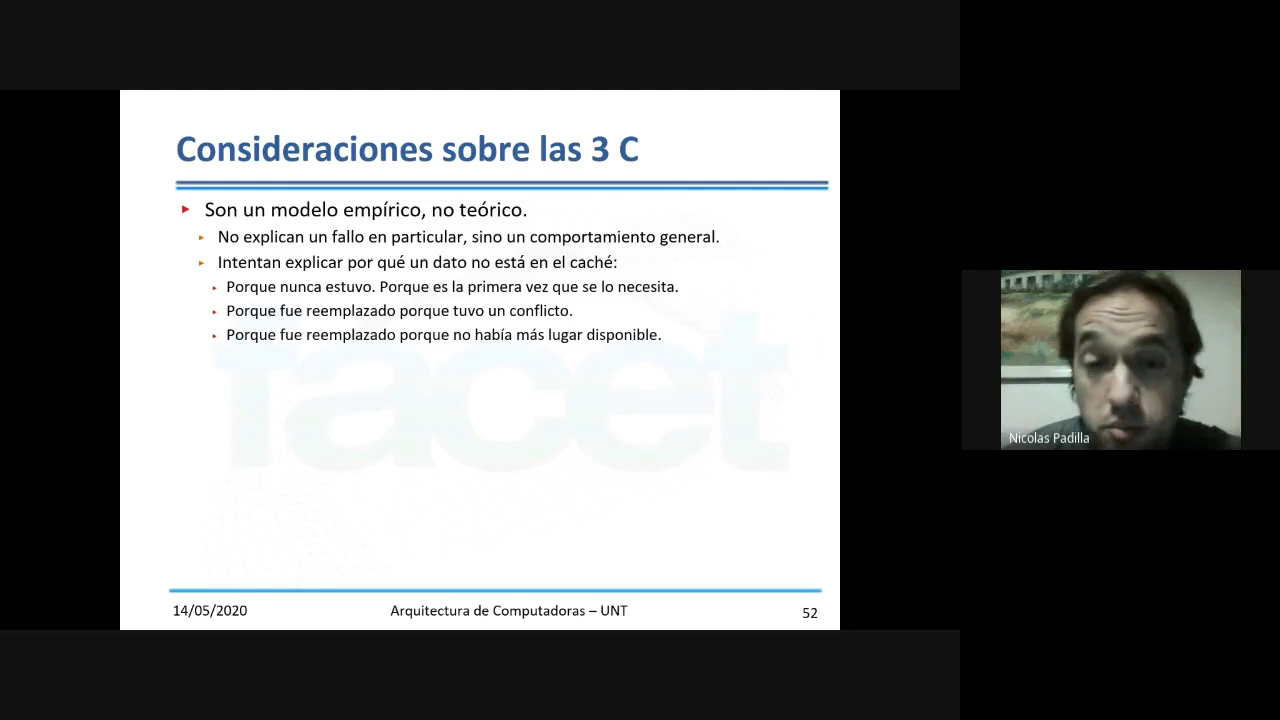 Consideraciones sobre las 3 C
Son un modelo empírico, no teórico.
No explican un fallo en particular, sino un comportamiento general.
Intentan explicar por qué un dato no está en el caché:
Porque nunca estuvo. Porque es la primera vez que se lo necesita.
Porque fue reemplazado porque tuvo un conflicto.
Porque fue reemplazado porque no había más lugar disponible.
facet
14/05/2020
Arquitectura de Computadoras – UNT
52
Nicolas Padilla